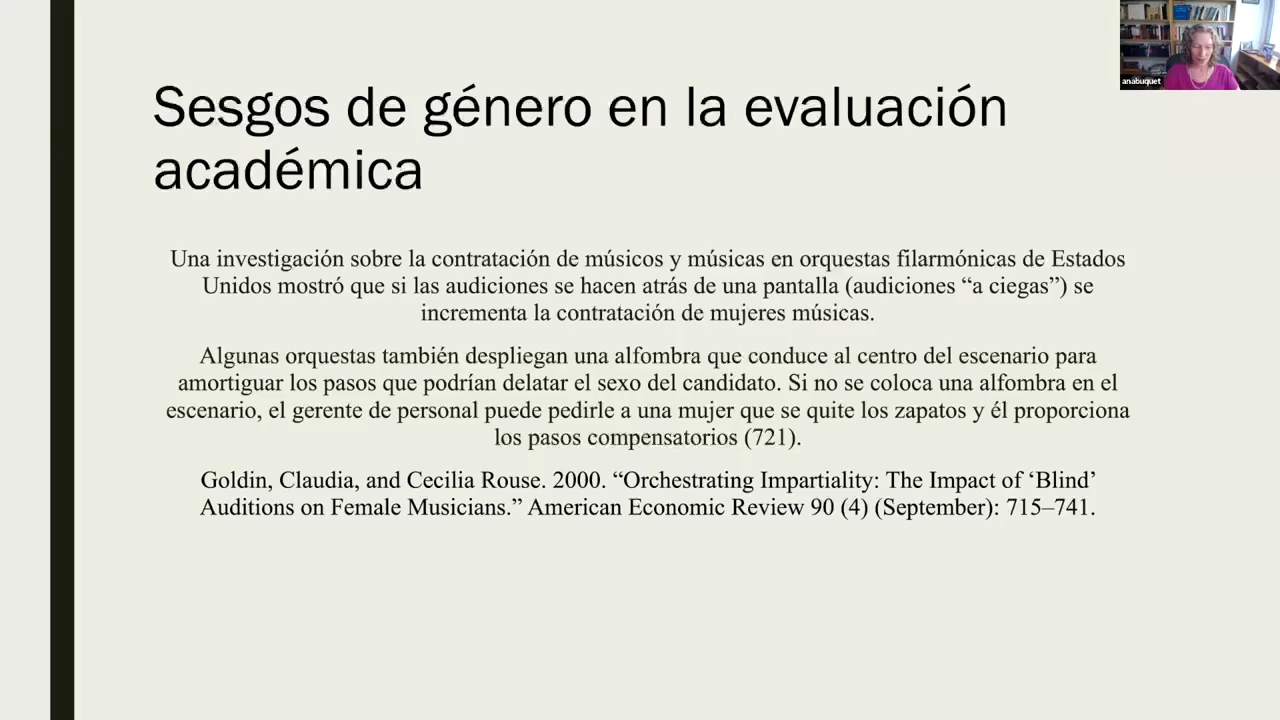 anabuquet
Sesgos de género en la evaluación
académica
Una investigación sobre la contratación de músicos y músicas en orquestas filarmónicas de Estados
Unidos mostró que si las audiciones se hacen atrás de una pantalla (audiciones “a ciegas”) se
incrementa la contratación de mujeres músicas.
Algunas orquestas también despliegan una alfombra que conduce al centro del escenario para
amortiguar los pasos que podrían delatar el sexo del candidato. Si no se coloca una alfombra en el
escenario, el gerente de personal puede pedirle a una mujer que se quite los zapatos y él proporciona
los pasos compensatorios (721).
Goldin, Claudia, and Cecilia Rouse. 2000. “Orchestrating Impartiality: The Impact of ‘Blind’
Auditions on Female Musicians.” American Economic Review 90 (4) (September): 715–741.